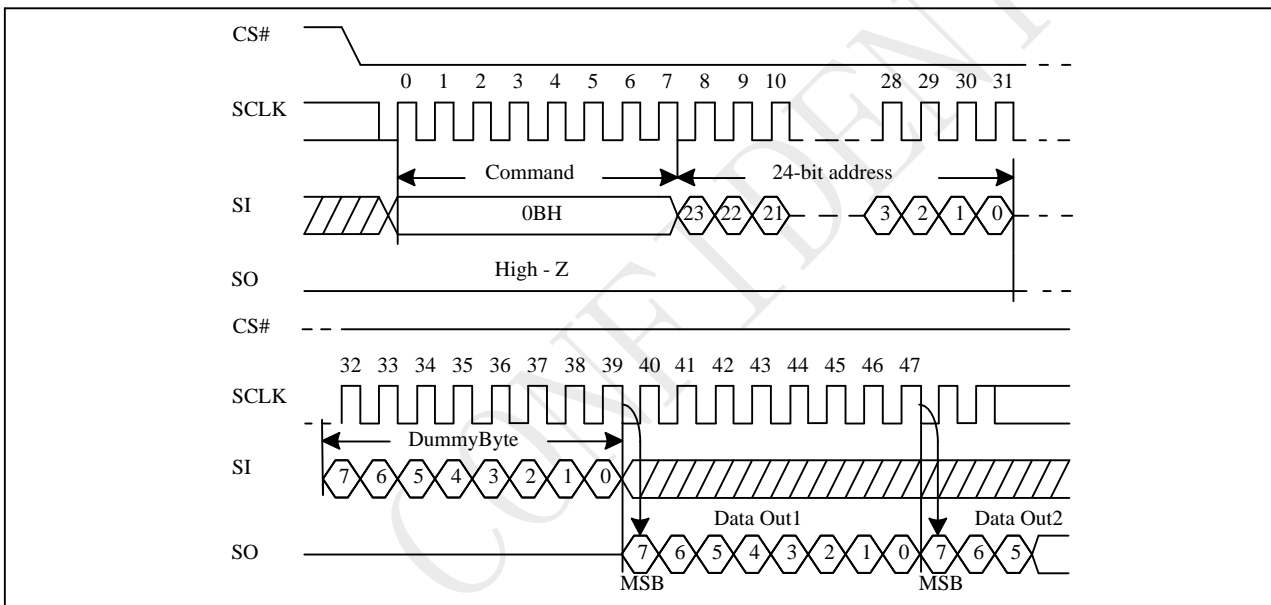 CS#
0 1 2 3 4 5 6 7 8 9 10 28 29 30 31
SCLK
Command 24-bit address
SI 0BH 23 22 21 3 2 1 0
High - Z
SO
CS#
32 33 34 35 36 37 38 39 40 41 42 43 44 45 46 47
SCLK
DummyByte
SI 7 6 5 4 3 2 1 0
Data Out1 Data Out2
SO 7 6 5 4 3 2 1 0 7 6 5
MSB MSB
CONFIDENT